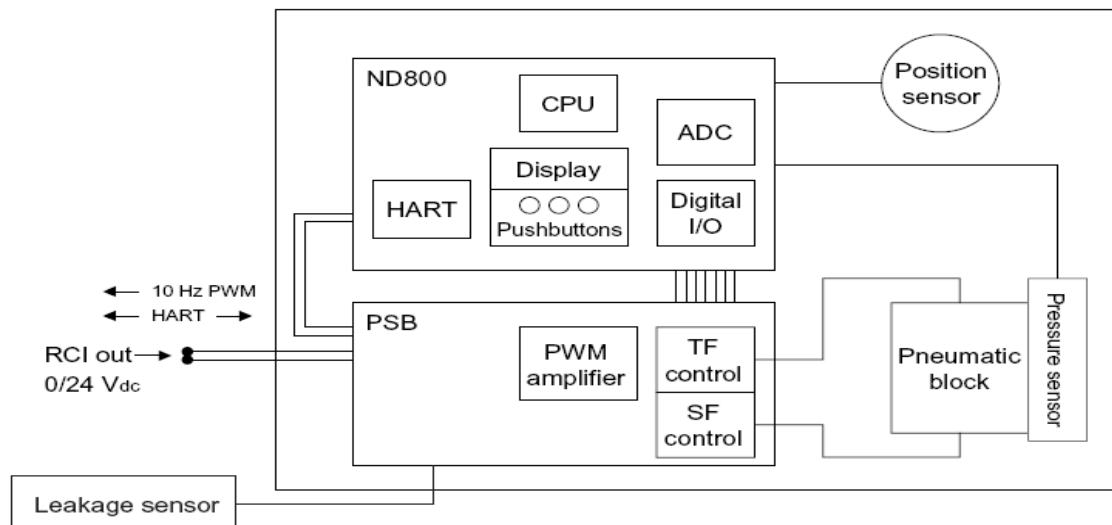 ND800
CPU
ADC
Position
sensor
HART
Display
Pushbuttons
Digital
I/O
10 Hz PWM
HART
RCI out
0/24 Vdc
PSB
PWM
amplifier
TF
control
SF
control
Pneumatic
block
Pressure sensor
Leakage sensor